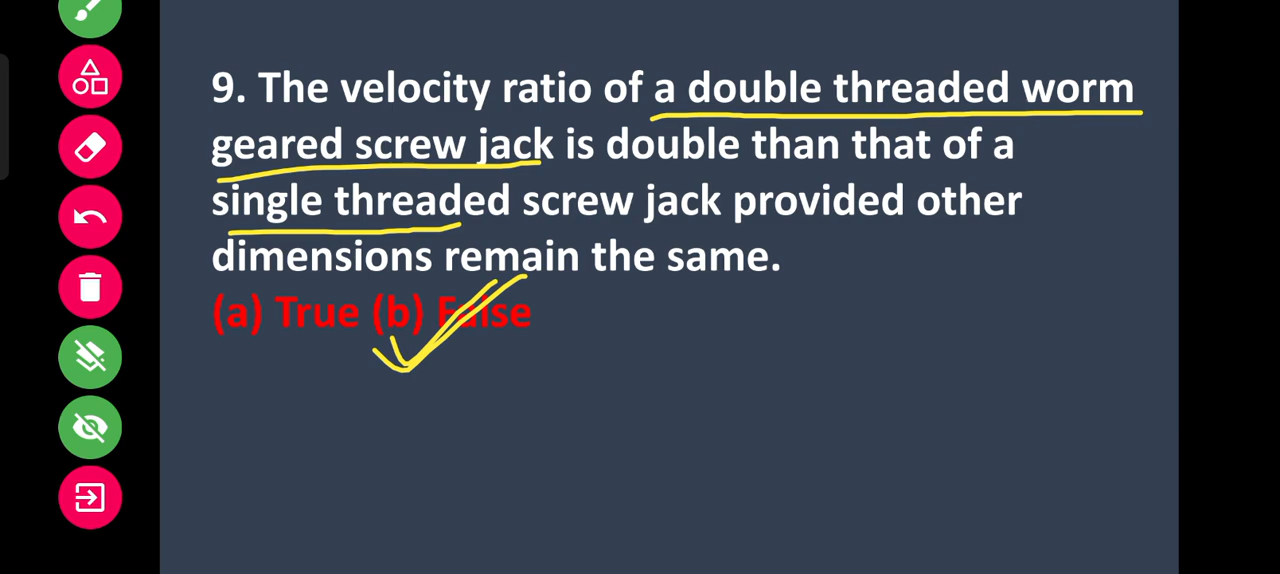 9. The velocity ratio of a double threaded worm
geared screw jack is double than that of a
single threaded screw jack provided other
dimensions remain the same.
(a) True (b) False